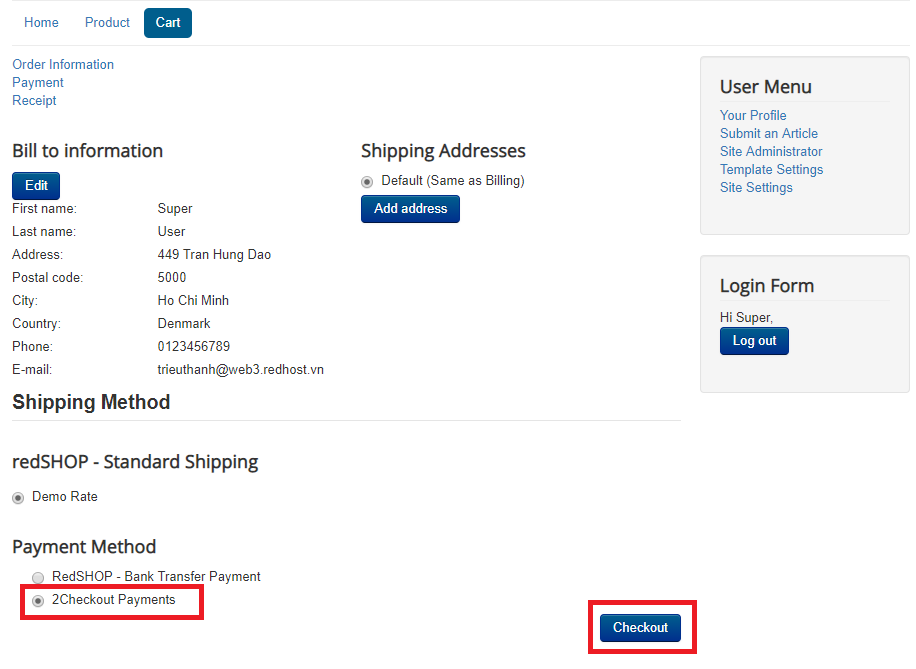 Home Product Cart
Order Information
Payment
Receipt
Bill to information
Edit
First name: Super
Last name: User
Address: 449 Tran Hung Dao
Postal code: 5000
City: Ho Chi Minh
Country: Denmark
Phone: 0123456789
E-mail: trieuthanh@web3.redhost.vn
Shipping Addresses
Default (Same as Billing)
Add address
Shipping Method
redSHOP - Standard Shipping
Demo Rate
Payment Method
RedSHOP - Bank Transfer Payment
2Checkout Payments
Checkout
User Menu
Your Profile
Submit an Article
Site Administrator
Template Settings
Site Settings
Login Form
Hi Super,
Log out